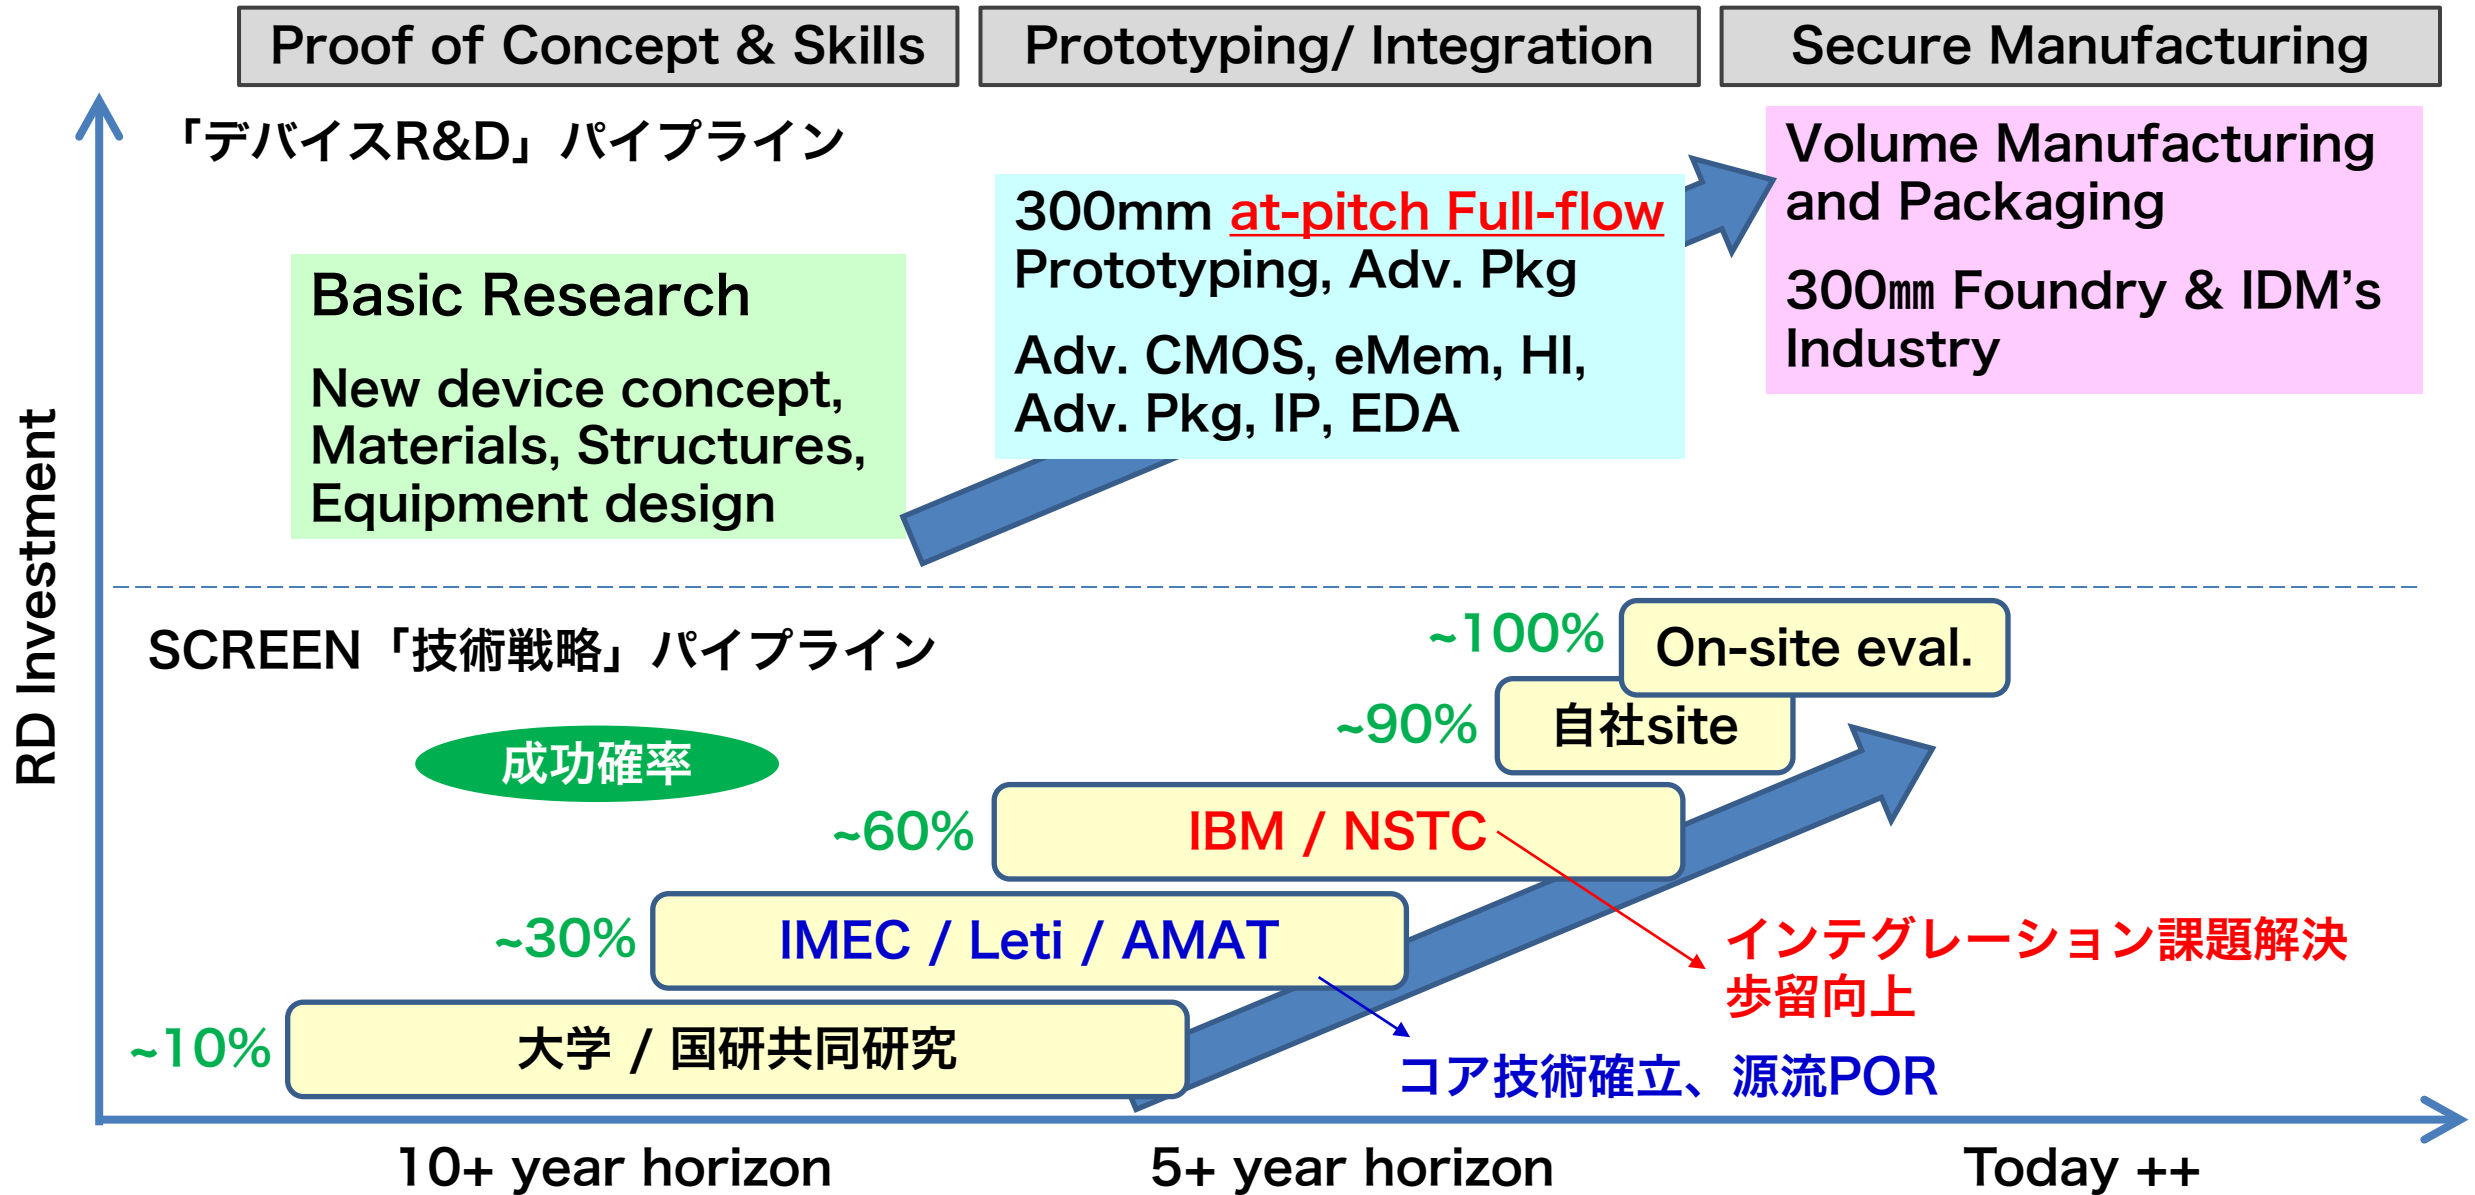 Proof of Concept & Skills
Prototyping/ Integration
Secure Manufacturing
RD Investment
「デバイスR&D」パイプライン
Basic Research
New device concept,
Materials, Structures,
Equipment design
300mm at-pitch Full-flow
Prototyping, Adv. Pkg
Adv. CMOS, eMem, HI,
Adv. Pkg, IP, EDA
Volume Manufacturing
and Packaging
300㎜ Foundry & IDM’s
Industry
SCREEN「技術戦略」パイプライン
成功確率
~100%
On-site eval.
~90%
自社site
~60%
IBM / NSTC
~30%
IMEC / Leti / AMAT
~10%
大学 / 国研共同研究
インテグレーション課題解決
歩留向上
コア技術確立、源流POR
10+ year horizon
5+ year horizon
Today ++